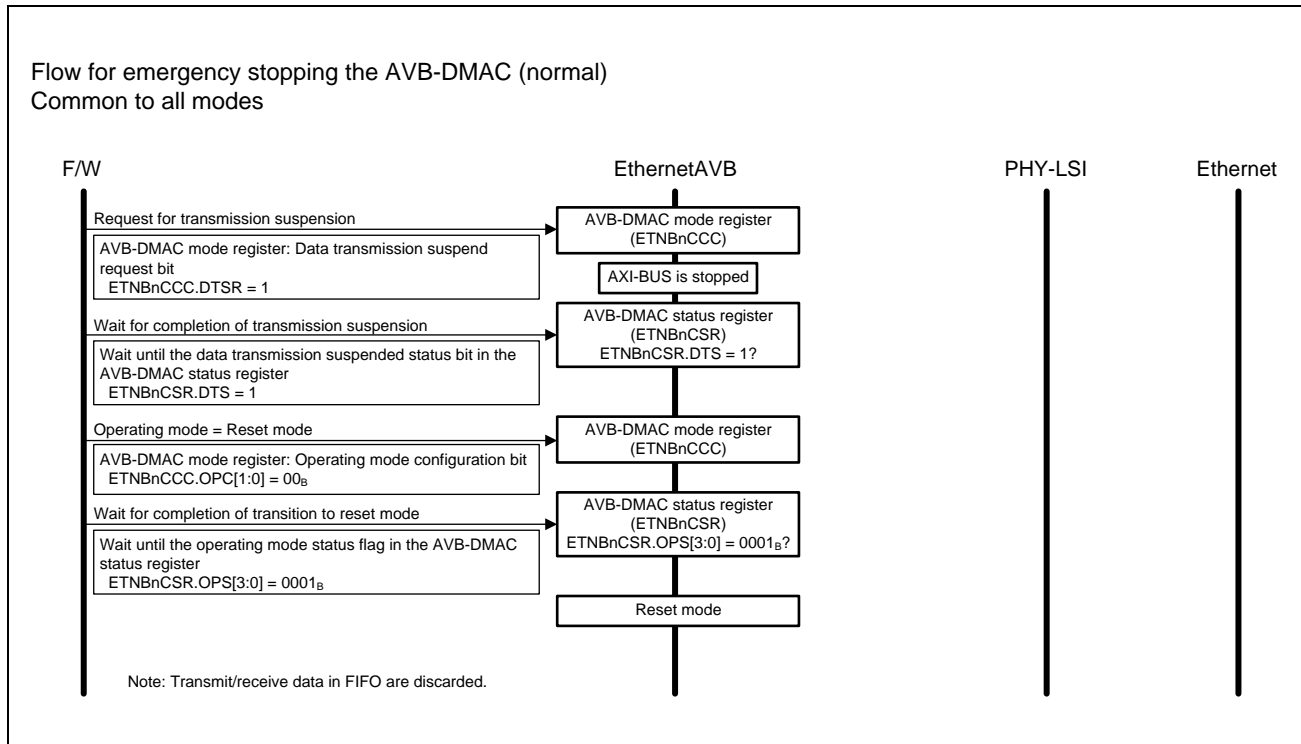 Flow for emergency stopping the AVB-DMAC (normal)
Common to all modes
F/W
EthernetAVB
PHY-LSI
Ethernet
Request for transmission suspension
AVB-DMAC mode register
(ETNBnCCC)
AVB-DMAC mode register: Data transmission suspend
request bit
ETNBnCCC.DTSR = 1
AXI-BUS is stopped
Wait for completion of transmission suspension
AVB-DMAC status register
(ETNBnCSR)
ETNBnCSR.DTS = 1?
Wait until the data transmission suspended status bit in the
AVB-DMAC status register
ETNBnCSR.DTS = 1
Operating mode = Reset mode
AVB-DMAC mode register
(ETNBnCCC)
AVB-DMAC mode register: Operating mode configuration bit
ETNBnCCC.OPC[1:0] = 00B
Wait for completion of transition to reset mode
AVB-DMAC status register
(ETNBnCSR)
ETNBnCSR.OPS[3:0] = 0001B?
Wait until the operating mode status flag in the AVB-DMAC
status register
ETNBnCSR.OPS[3:0] = 0001B
Reset mode
Note: Transmit/receive data in FIFO are discarded.